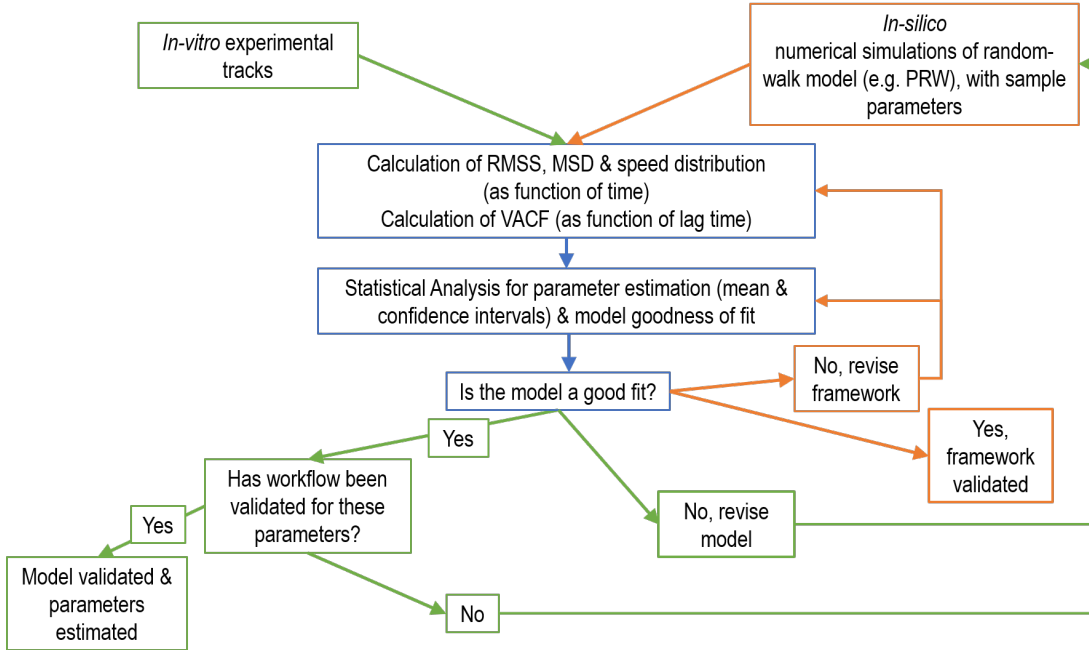 In-vitro experimental
tracks
In-silico
numerical simulations of random-
walk model (e.g. PRW), with sample
parameters
Calculation of RMSS, MSD & speed distribution
(as function of time)
Calculation of VACF (as function of lag time)
Statistical Analysis for parameter estimation (mean &
confidence intervals) & model goodness of fit
Is the model a good fit?
No, revise
framework
Yes,
framework
validated
Yes
Has workflow been
validated for these
parameters?
No, revise
model
Yes
Model validated &
parameters
estimated
No